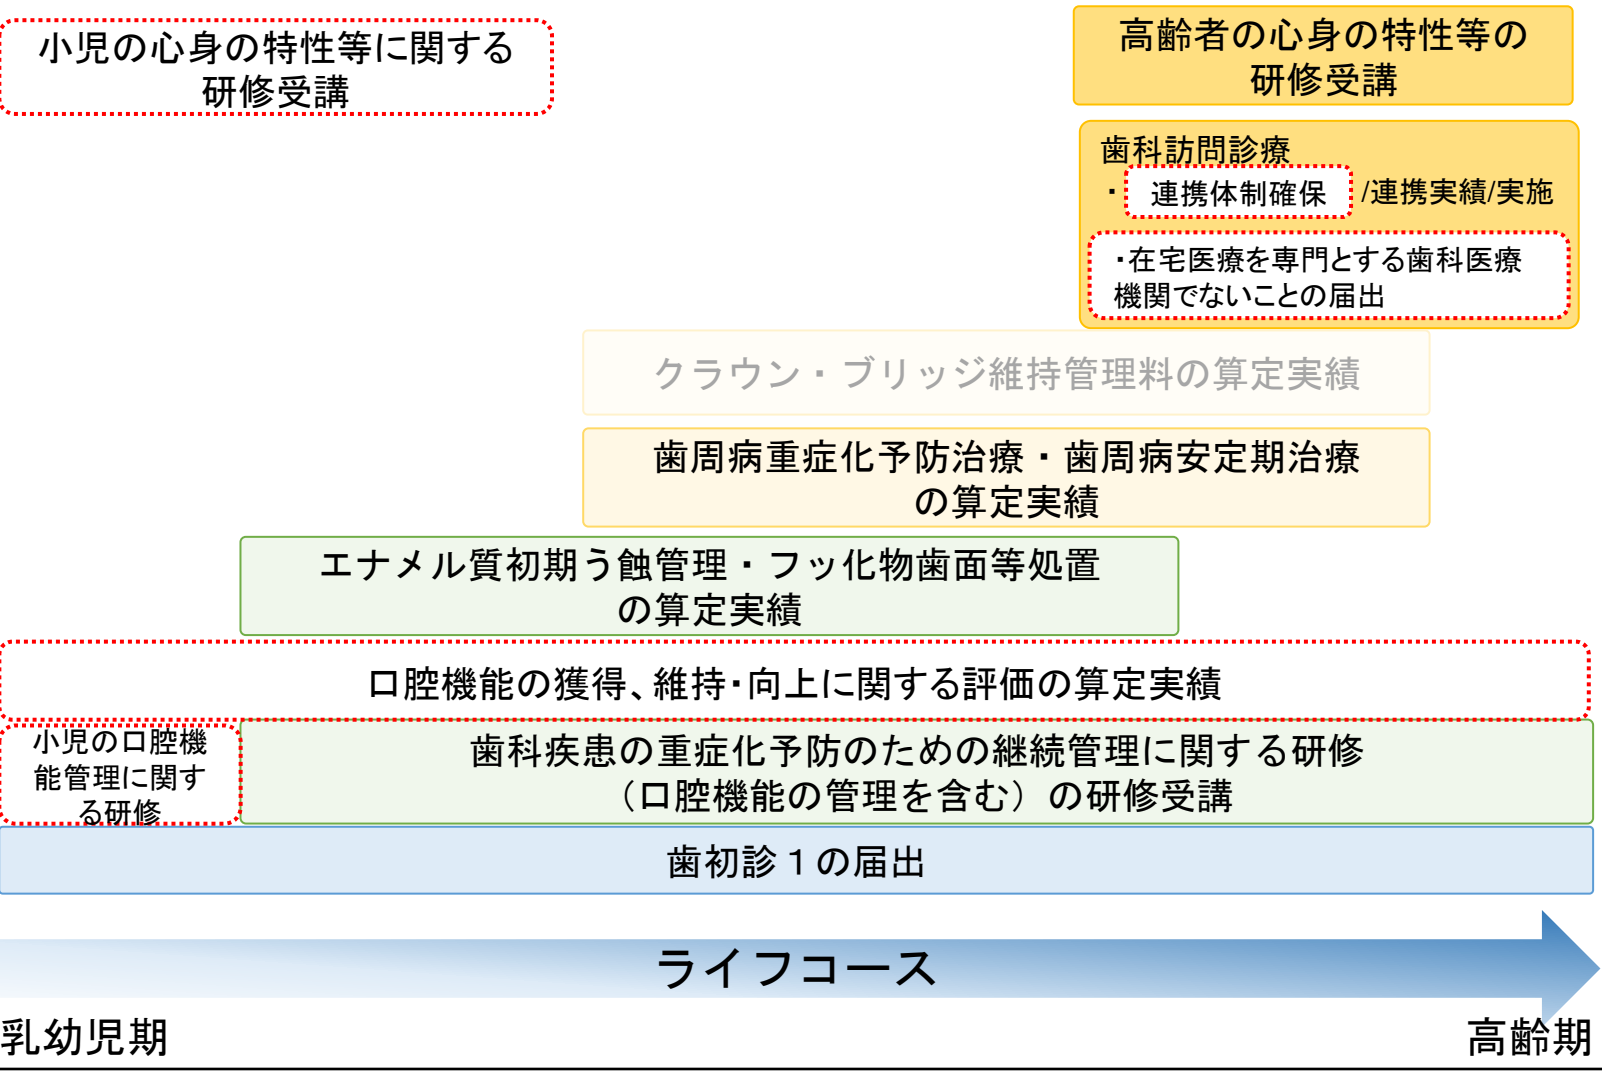 小児の心身の特性等に関する
研修受講
高齢者の心身の特性等の
研修受講
歯科訪問診療
・ 連携体制確保 /連携実績/実施
・在宅医療を専門とする歯科医療
機関でないことの届出
クラウン・ブリッジ維持管理料の算定実績
歯周病重症化予防治療・歯周病安定期治療
の算定実績
エナメル質初期う蝕管理・フッ化物歯面等処置
の算定実績
口腔機能の獲得、維持・向上に関する評価の算定実績
小児の口腔機
能管理に関す
る研修
歯科疾患の重症化予防のための継続管理に関する研修
（口腔機能の管理を含む）の研修受講
歯初診１の届出
ライフコース
乳幼児期
高齢期